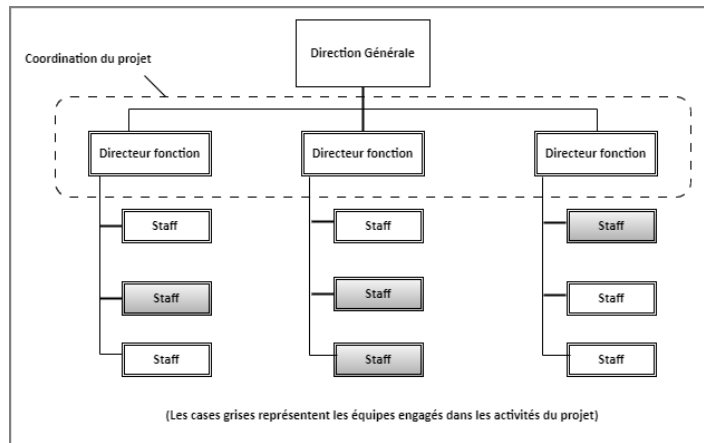 Direction Générale
Coordination du projet
Directeur fonction
Directeur fonction
Directeur fonction
Staff
Staff
Staff
Staff
Staff
Staff
Staff
Staff
Staff
(Les cases grises représentent les équipes engagés dans les activités du projet)